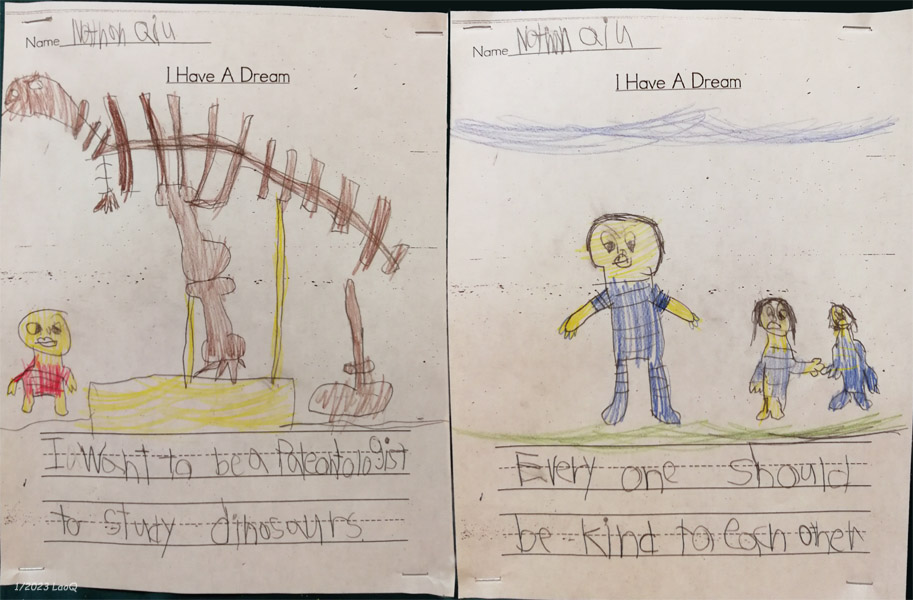 Name Nathan Qiu
I Have A Dream
I Want to be a Paleontologist
to study dinosaurs
1/2023 LaoQ
Name Nathan Qiu
I Have A Dream
Every one should
be kind to each other